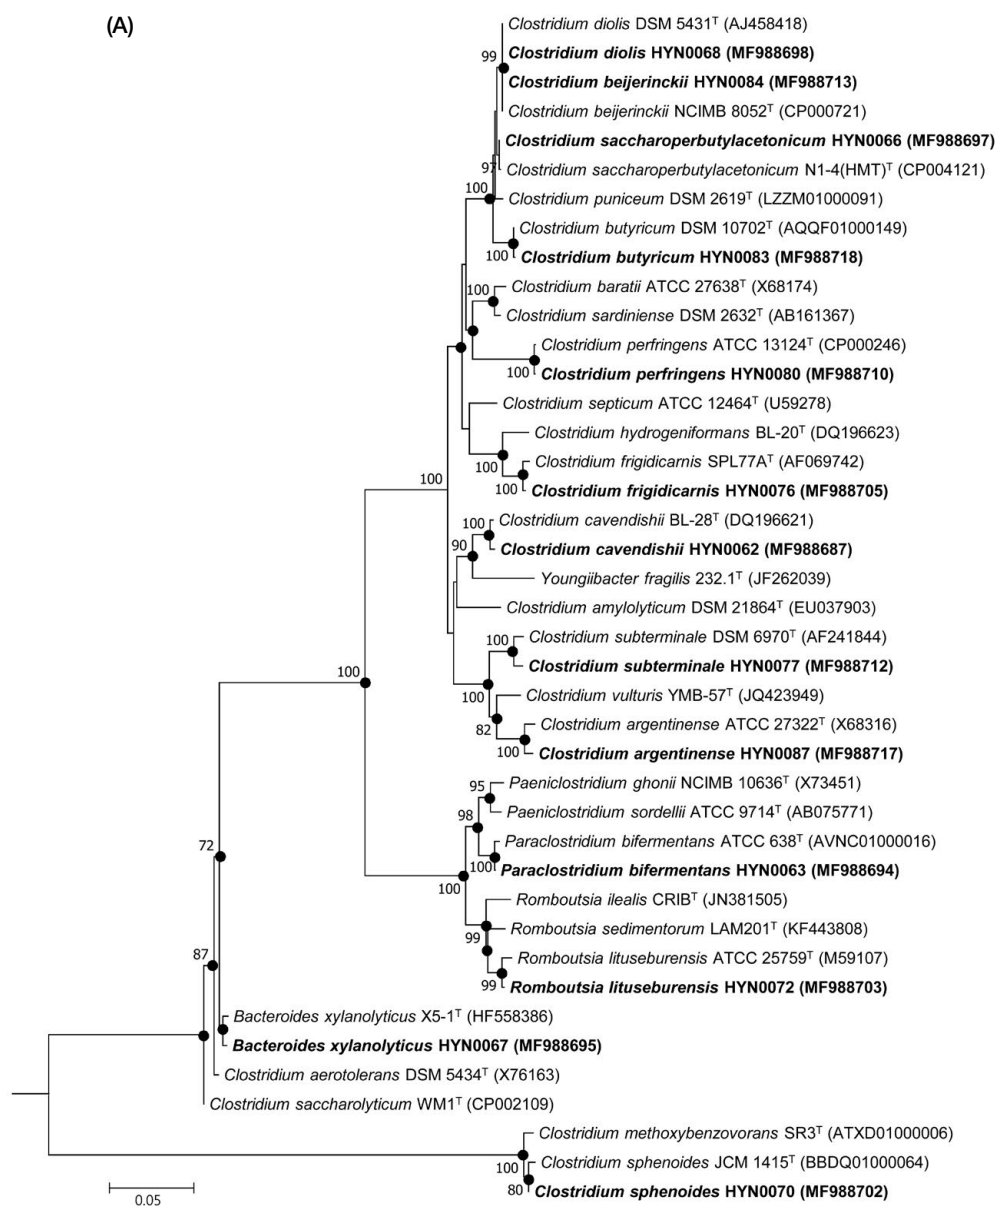 (A)
Clostridium diolis DSM 5431ᵀ (AJ458418)
99
Clostridium diolis HYN0068 (MF988698)
Clostridium beijerinckii HYN0084 (MF988713)
Clostridium beijerinckii NCIMB 8052ᵀ (CP000721)
Clostridium saccharoperbutylacetonicum HYN0066 (MF988697)
97
Clostridium saccharoperbutylacetonicum N1-4(HMT)ᵀ (CP004121)
100
Clostridium puniceum DSM 2619ᵀ (LZZM01000091)
Clostridium butyricum DSM 10702ᵀ (AQQF01000149)
100
Clostridium butyricum HYN0083 (MF988718)
100
Clostridium baratii ATCC 27638ᵀ (X68174)
Clostridium sardiniense DSM 2632ᵀ (AB161367)
Clostridium perfringens ATCC 13124ᵀ (CP000246)
100
Clostridium perfringens HYN0080 (MF988710)
Clostridium septicum ATCC 12464ᵀ (U59278)
Clostridium hydrogeniformans BL-20ᵀ (DQ196623)
100
Clostridium frigidicarnis SPL77Aᵀ (AF069742)
100
Clostridium frigidicarnis HYN0076 (MF988705)
100
100
Clostridium cavendishii BL-28ᵀ (DQ196621)
90
Clostridium cavendishii HYN0062 (MF988687)
Youngiibacter fragilis 232.1ᵀ (JF262039)
Clostridium amylolyticum DSM 21864ᵀ (EU037903)
100
Clostridium subterminale DSM 6970ᵀ (AF241844)
Clostridium subterminale HYN0077 (MF988712)
100
100
Clostridium vulturis YMB-57ᵀ (JQ423949)
82
Clostridium argentinense ATCC 27322ᵀ (X68316)
100
Clostridium argentinense HYN0087 (MF988717)
95
Paeniclostridium ghonii NCIMB 10636ᵀ (X73451)
98
Paeniclostridium sordellii ATCC 9714ᵀ (AB075771)
Paraclostridium bifermentans ATCC 638ᵀ (AVNC01000016)
72
100
Paraclostridium bifermentans HYN0063 (MF988694)
100
Romboutsia ilealis CRIBᵀ (JN381505)
99
Romboutsia sedimentorum LAM201ᵀ (KF443808)
87
Romboutsia lituseburensis ATCC 25759ᵀ (M59107)
99
Romboutsia lituseburensis HYN0072 (MF988703)
Bacteroides xylanolyticus X5-1ᵀ (HF558386)
Bacteroides xylanolyticus HYN0067 (MF988695)
Clostridium aerotolerans DSM 5434ᵀ (X76163)
Clostridium saccharolyticum WM1ᵀ (CP002109)
Clostridium methoxybenzovorans SR3ᵀ (ATXD01000006)
100
Clostridium sphenoides JCM 1415ᵀ (BBDQ01000064)
80
Clostridium sphenoides HYN0070 (MF988702)
0.05